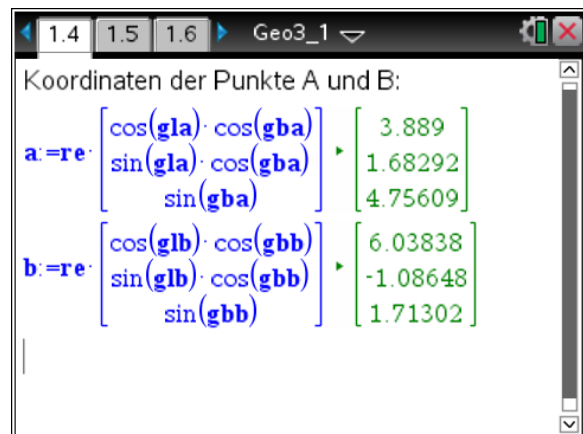 1.4 1.5 1.6 Geo3_1
Koordinaten der Punkte A und B:
a:=re· [cos(gla)· cos(gba) ▸ [3.889
sin(gla)· cos(gba) 1.68292
sin(gba)] 4.75609]
b:=re· [cos(glb)· cos(gbb) ▸ [6.03838
sin(glb)· cos(gbb) -1.08648
sin(gbb)] 1.71302]